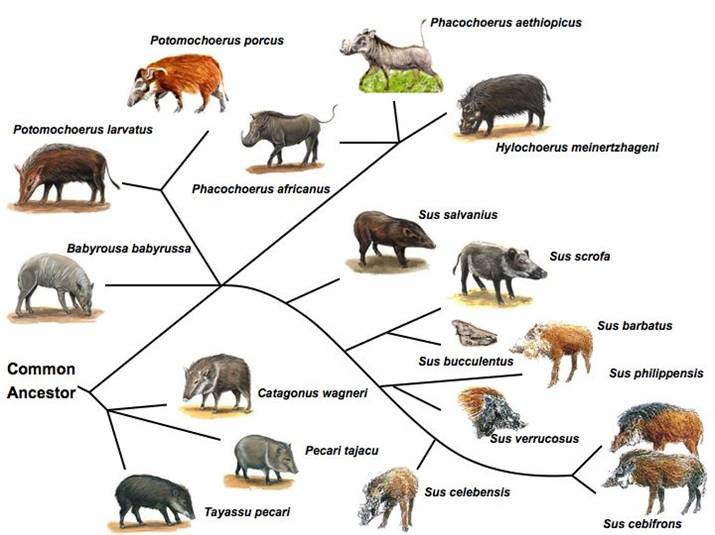 Phacochoerus aethiopicus
Potomochoerus porcus
Potomochoerus larvatus
Hylochoerus meinertzhageni
Phacochoerus africanus
Sus salvanius
Babyrousa babyrussa
Sus scrofa
Sus barbatus
Sus bucculentus
Common
Ancestor
Sus philippensis
Catagonus wagneri
Sus verrucosus
Pecari tajacu
Sus celebensis
Tayassu pecari
Sus cebifrons